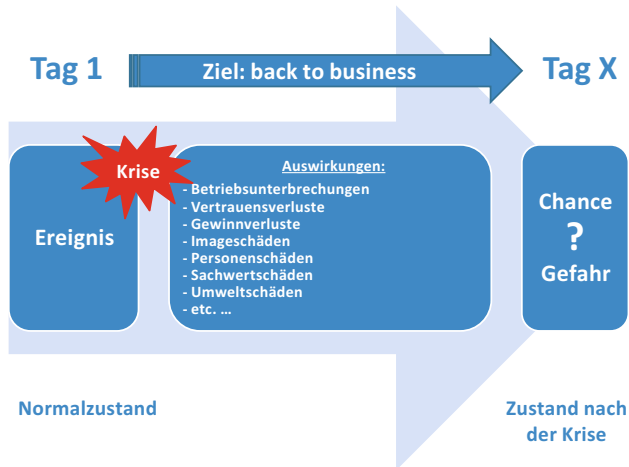 Tag 1
Ziel: back to business
Tag X
Krise
Ereignis
Auswirkungen:
- Betriebsunterbrechungen
- Vertrauensverluste
- Gewinnverluste
- Imageschäden
- Personenschäden
- Sachwertschäden
- Umweltschäden
- etc. ...
Chance
?
Gefahr
Normalzustand
Zustand nach
der Krise